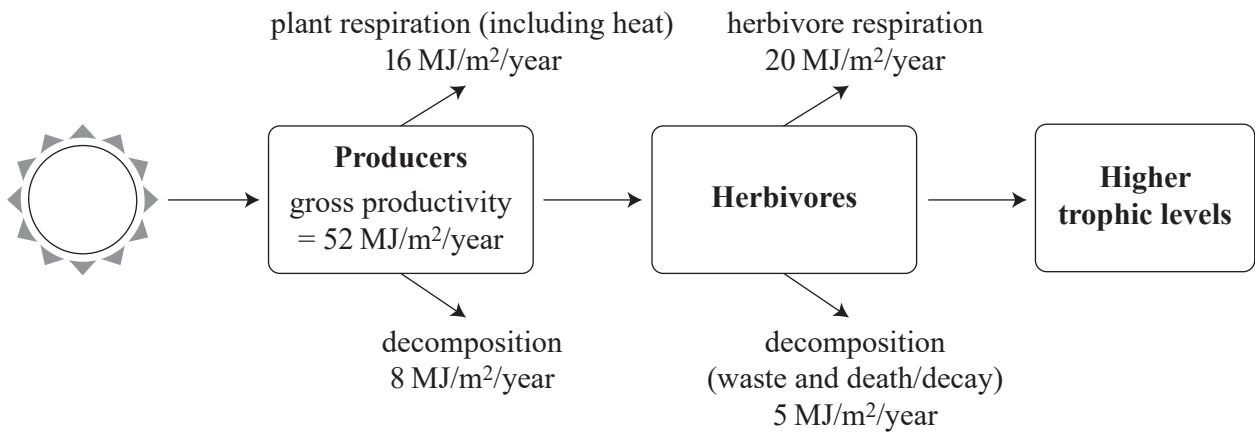 plant respiration (including heat)
16 MJ/m²/year
herbivore respiration
20 MJ/m²/year
Producers
gross productivity
= 52 MJ/m²/year
Herbivores
Higher
trophic levels
decomposition
8 MJ/m²/year
decomposition
(waste and death/decay)
5 MJ/m²/year